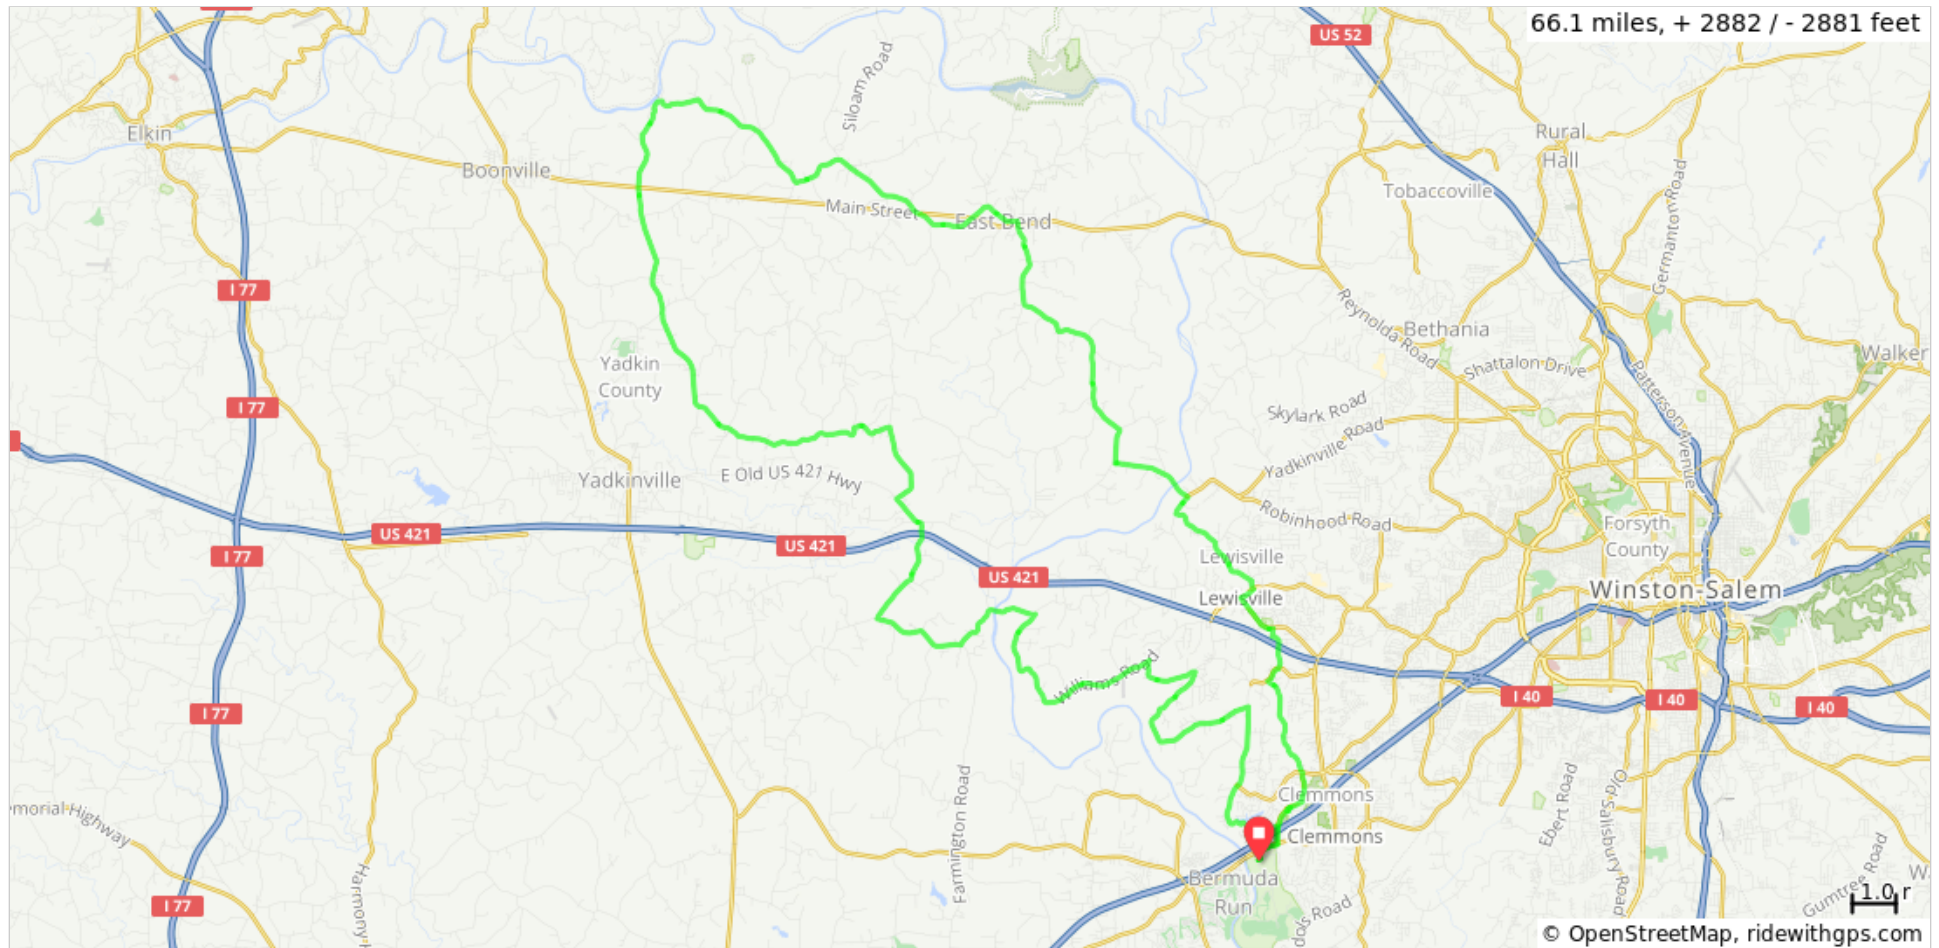 66.1 miles, + 2882 / - 2881 feet
US 52
Siloam Road
Elkin
Rural
Hall
Boonville
Tobaccoville
Germanton Road
Main Street
East Bend
I 77
Reynolda Road
Bethania
Yadkin
County
Shattalon Drive
Walker
Patterson Avenue
I 77
Skylark Road
Yadkinville Road
Yadkinville
E Old US 421 Hwy
Robinhood Road
Forsyth
County
US 421
US 421
I 77
Lewisville
US 421
Winston-Salem
Lewisville
Williams Road
I 40
I 40
I 40
I 77
Clemmons
Farmington Road
Ebert Road
Old Salisbury Road
emorial Highway
Clemmons
Bermuda
Run
Harmony H
I 77
Gumtree Road
W
1.0 r
© OpenStreetMap, ridewithgps.com